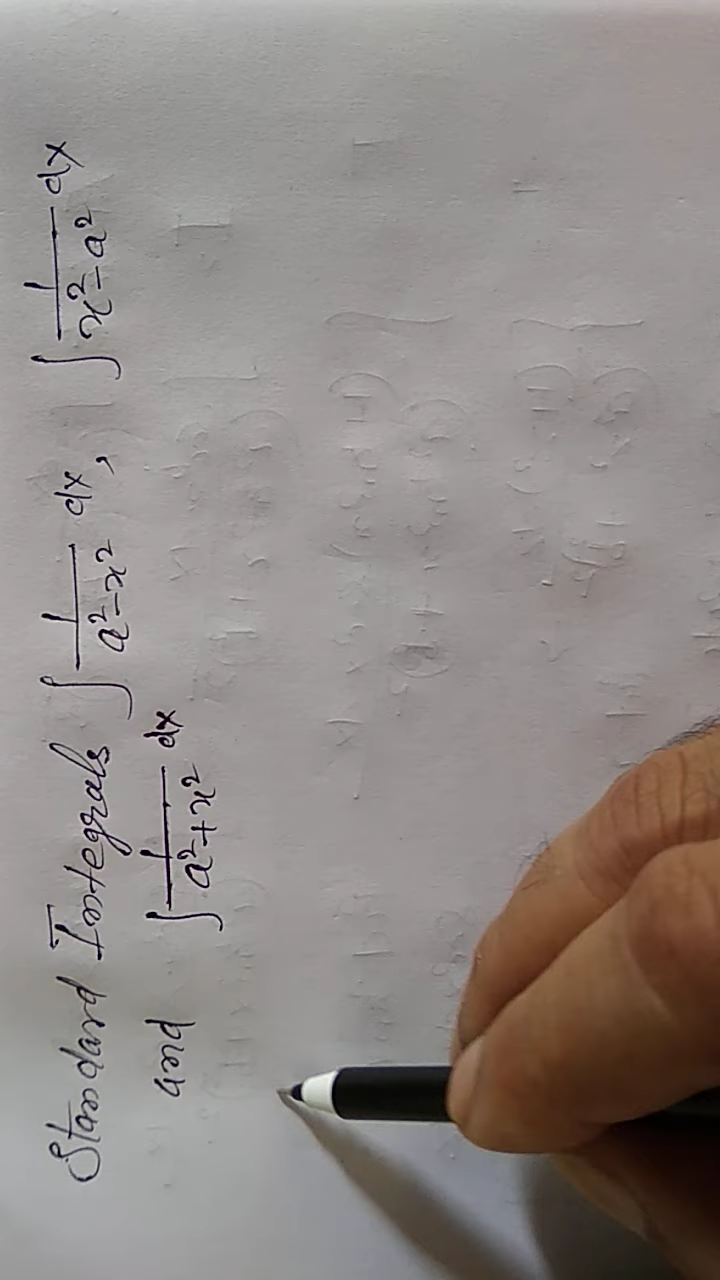 Standard Integrals ∫ 1/(a²-x²) dx, ∫ 1/(x²-a²) dx
and ∫ 1/(a²+x²) dx